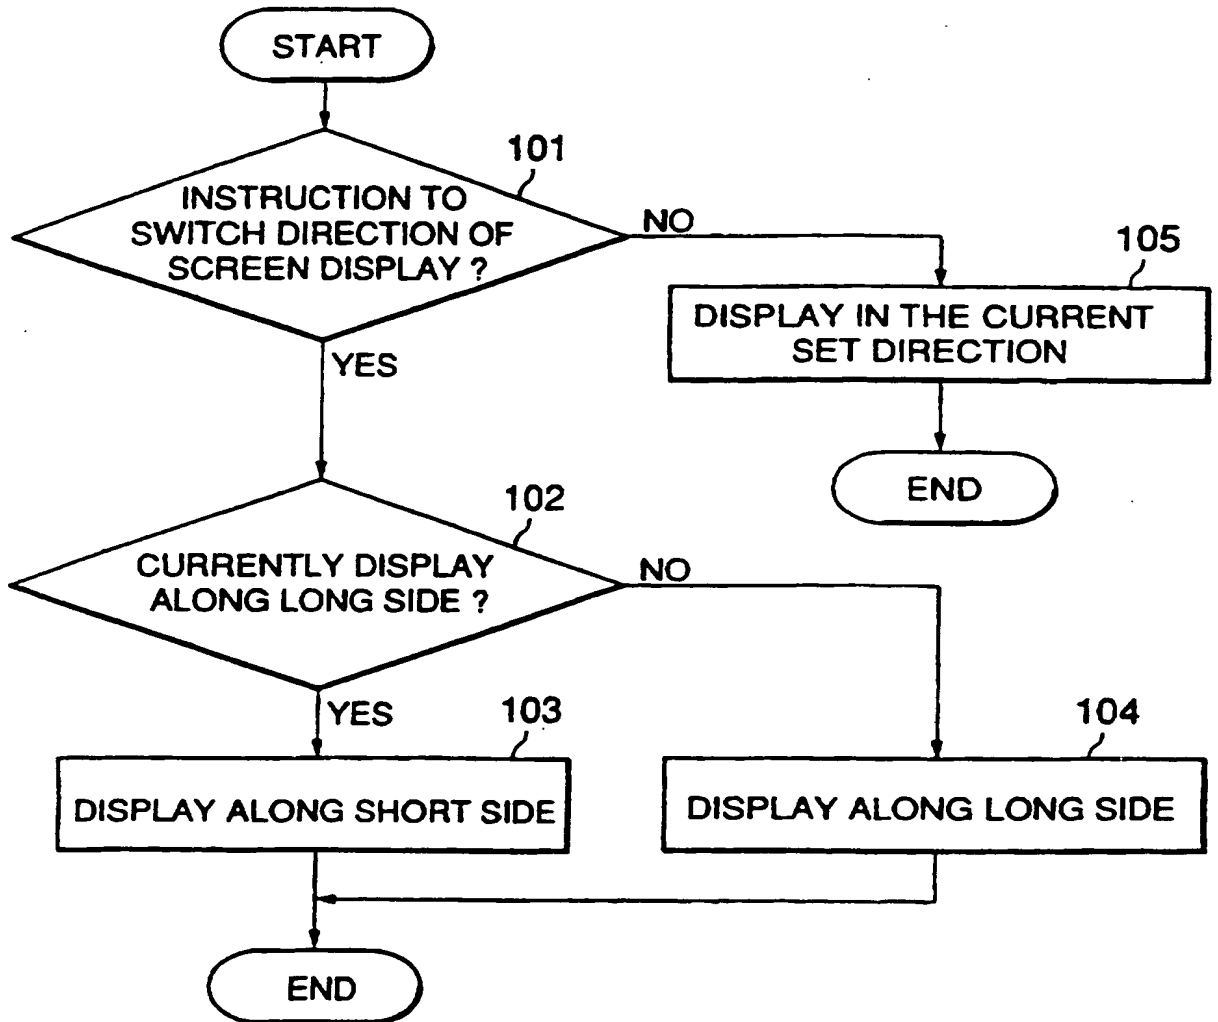 START
101
INSTRUCTION TO
SWITCH DIRECTION OF
SCREEN DISPLAY ?
NO
YES
105
DISPLAY IN THE CURRENT
SET DIRECTION
END
102
CURRENTLY DISPLAY
ALONG LONG SIDE ?
NO
YES
103
DISPLAY ALONG SHORT SIDE
104
DISPLAY ALONG LONG SIDE
END